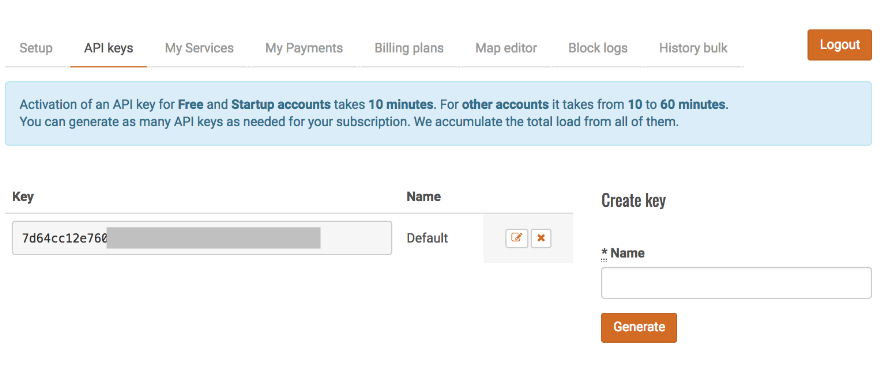 Setup API keys My Services My Payments Billing plans Map editor Block logs History bulk Logout
Activation of an API key for Free and Startup accounts takes 10 minutes. For other accounts it takes from 10 to 60 minutes.
You can generate as many API keys as needed for your subscription. We accumulate the total load from all of them.
Key Name
7d64cc12e760 Default
Create key
* Name
Generate